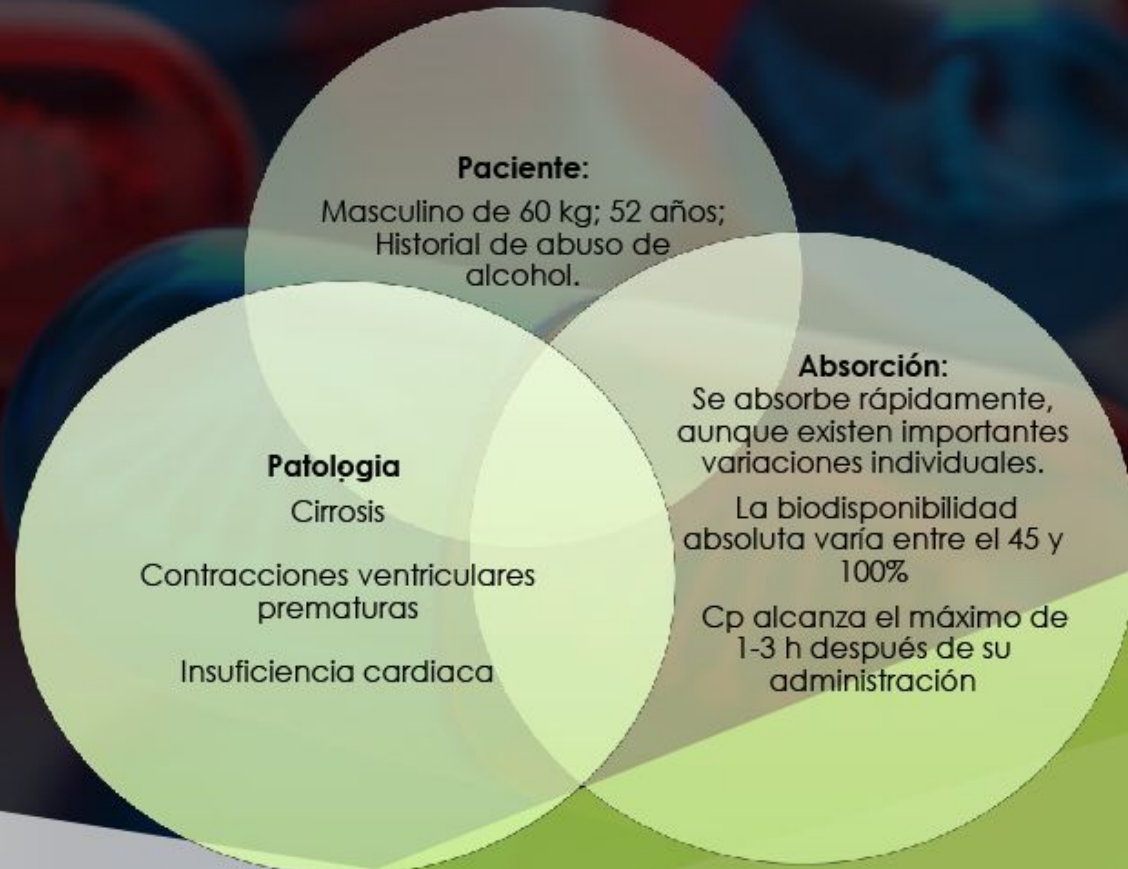 Paciente:
Masculino de 60 kg; 52 años;
Historial de abuso de
alcohol.
Patologia
Cirrosis
Contracciones ventriculares
prematuras
Insuficiencia cardiaca
Absorción:
Se absorbe rápidamente,
aunque existen importantes
variaciones individuales.
La biodisponibilidad
absoluta varía entre el 45 y
100%
Cp alcanza el máximo de
1-3 h después de su
administración